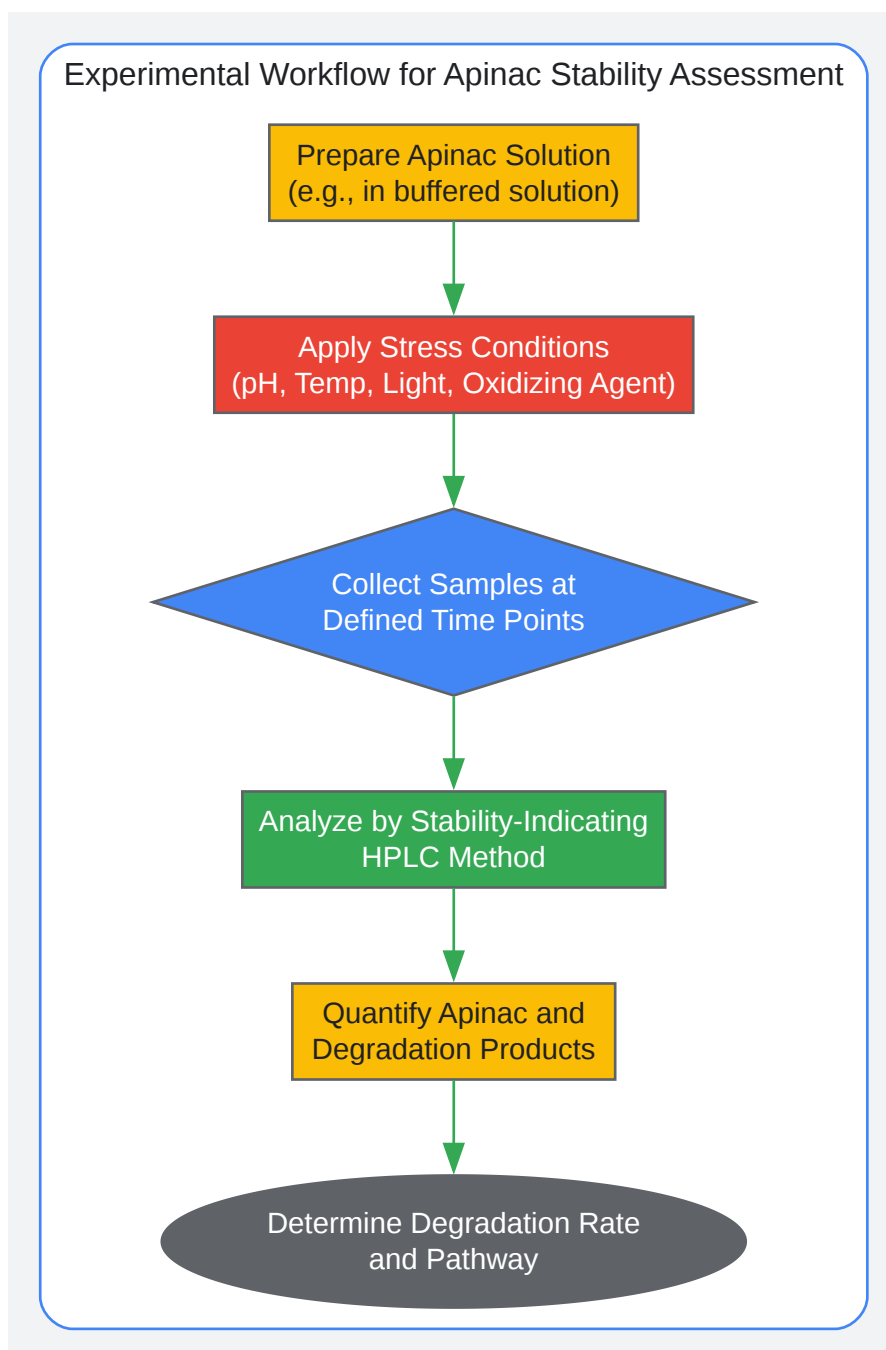 Experimental Workflow for Apinac Stability Assessment
Prepare Apinac Solution
(e.g., in buffered solution)
Apply Stress Conditions
(pH, Temp, Light, Oxidizing Agent)
Collect Samples at
Defined Time Points
Analyze by Stability-Indicating
HPLC Method
Quantify Apinac and
Degradation Products
Determine Degradation Rate
and Pathway